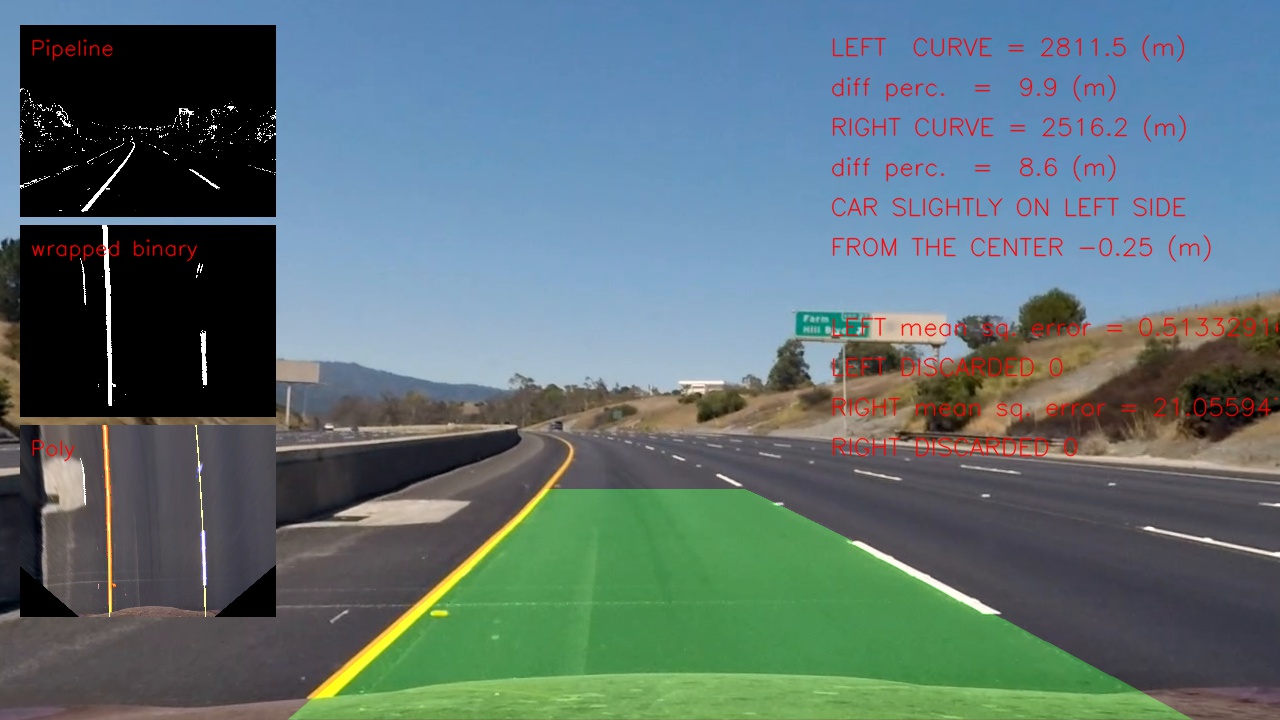 Pipeline
wrapped binary
Poly
LEFT CURVE = 2811.5 (m)
diff perc. = 9.9 (m)
RIGHT CURVE = 2516.2 (m)
diff perc. = 8.6 (m)
CAR SLIGHTLY ON LEFT SIDE
FROM THE CENTER -0.25 (m)
Farm
Hill
LEFT mean sq. error = 0.5133291
LEFT DISCARDED 0
RIGHT mean sq. error = 21.05594
RIGHT DISCARDED 0